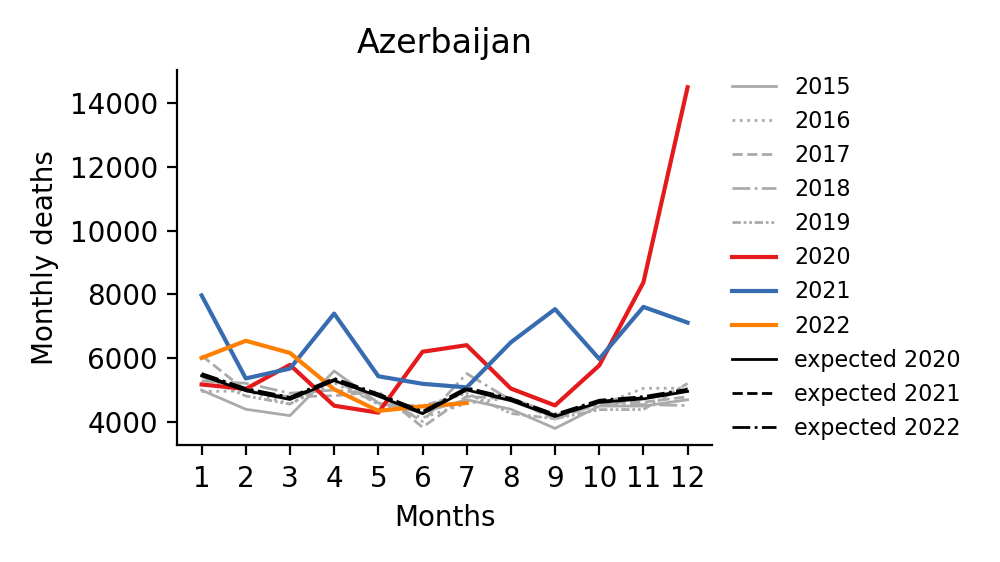 Azerbaijan
Monthly deaths
14000
12000
10000
8000
6000
4000
1 2 3 4 5 6 7 8 9 10 11 12
Months
2015
2016
2017
2018
2019
2020
2021
2022
expected 2020
expected 2021
expected 2022